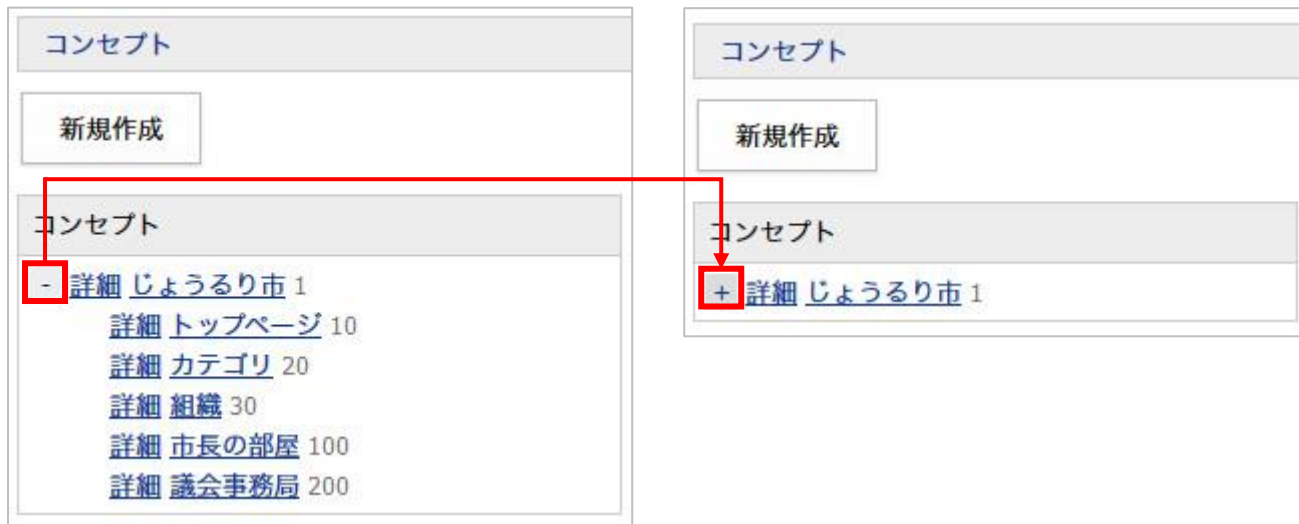 コンセプト
新規作成
コンセプト
- 詳細 じょうるり市 1
詳細 トップページ 10
詳細 カテゴリ 20
詳細 組織 30
詳細 市長の部屋 100
詳細 議会事務局 200
コンセプト
新規作成
コンセプト
+ 詳細 じょうるり市 1